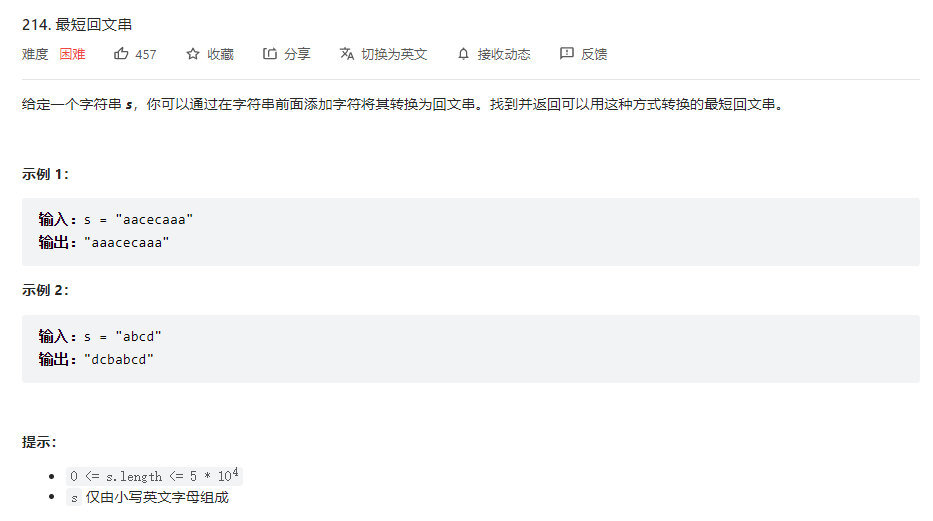 214. 最短回文串
难度 困难 457 收藏 分享 切换为英文 接收动态 反馈
给定一个字符串 s，你可以通过在字符串前面添加字符将其转换为回文串。找到并返回可以用这种方式转换的最短回文串。
示例 1：
输入：s = "aacecaaa"
输出："aaacecaaa"
示例 2：
输入：s = "abcd"
输出："dcbabcd"
提示：
0 <= s.length <= 5 * 10⁴
s 仅由小写英文字母组成